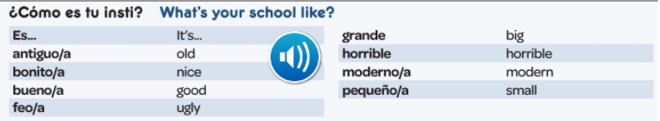 ¿Cómo es tu insti? What's your school like?
Es... It's...
antiguo/a old
bonito/a nice
bueno/a good
feo/a ugly
grande big
horrible horrible
moderno/a modern
pequeño/a small